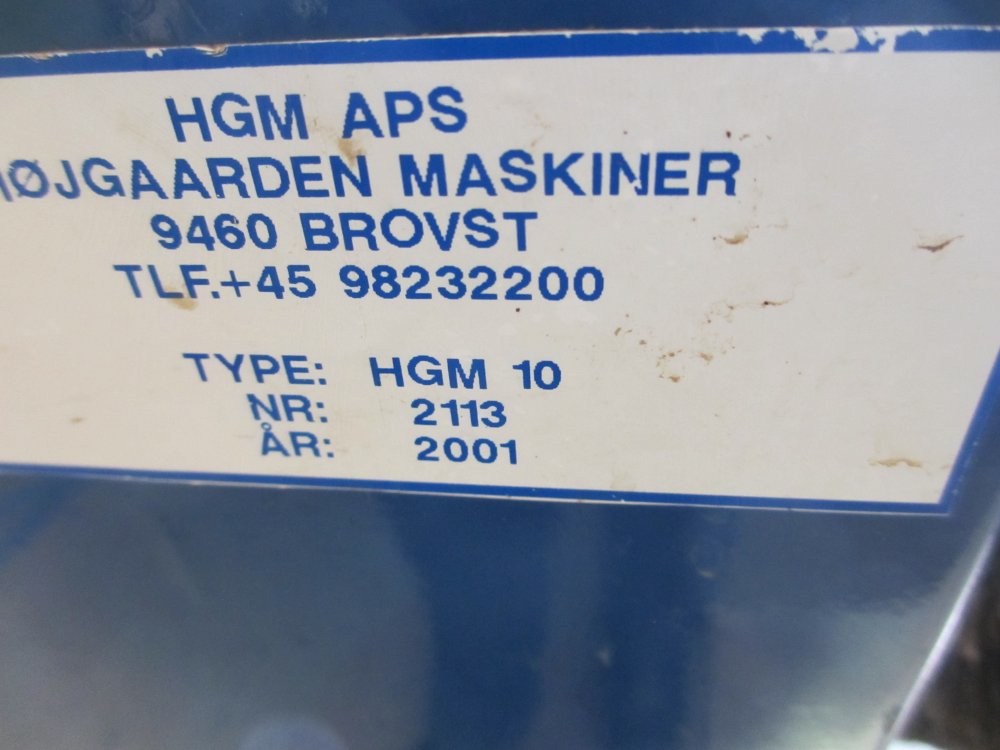 HGM APS
HØJGAARDEN MASKINER
9460 BROVST
TLF.+45 98232200
TYPE: HGM 10
NR: 2113
ÅR: 2001